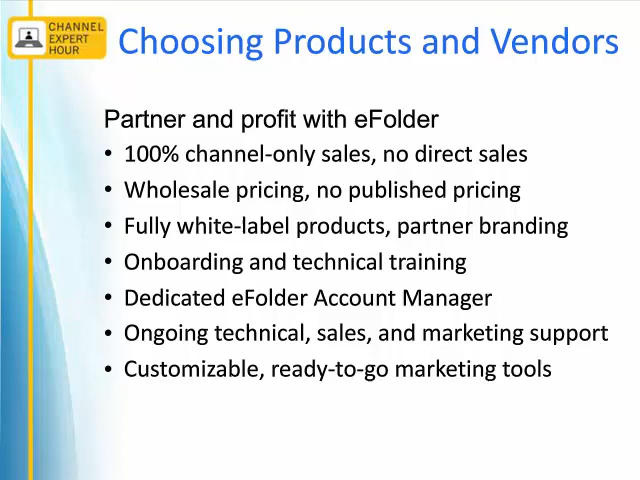 CHANNEL
EXPERT
HOUR
Choosing Products and Vendors
Partner and profit with eFolder
• 100% channel-only sales, no direct sales
• Wholesale pricing, no published pricing
• Fully white-label products, partner branding
• Onboarding and technical training
• Dedicated eFolder Account Manager
• Ongoing technical, sales, and marketing support
• Customizable, ready-to-go marketing tools